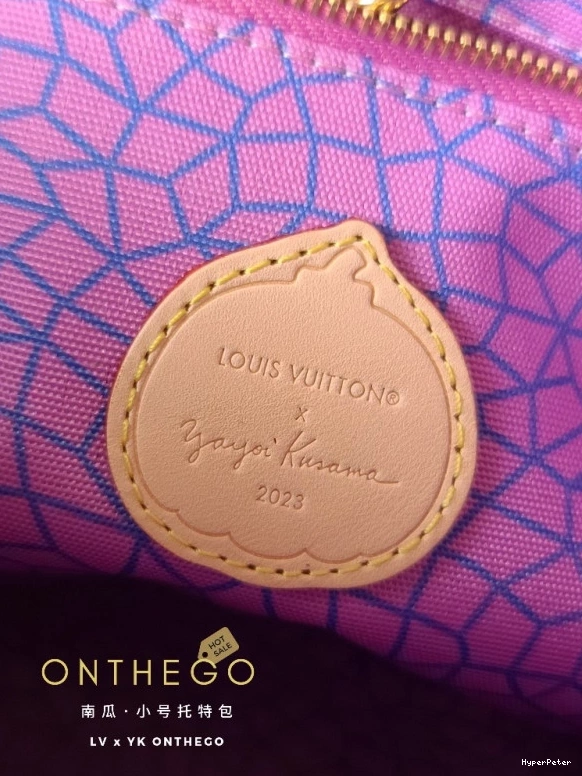 LOUIS VUITTON®
X
Yayoi Kusama
2023
HOT
SALE
ONTHEGO
南瓜·小号托特包
LV x YK ONTHEGO
HyperPeter